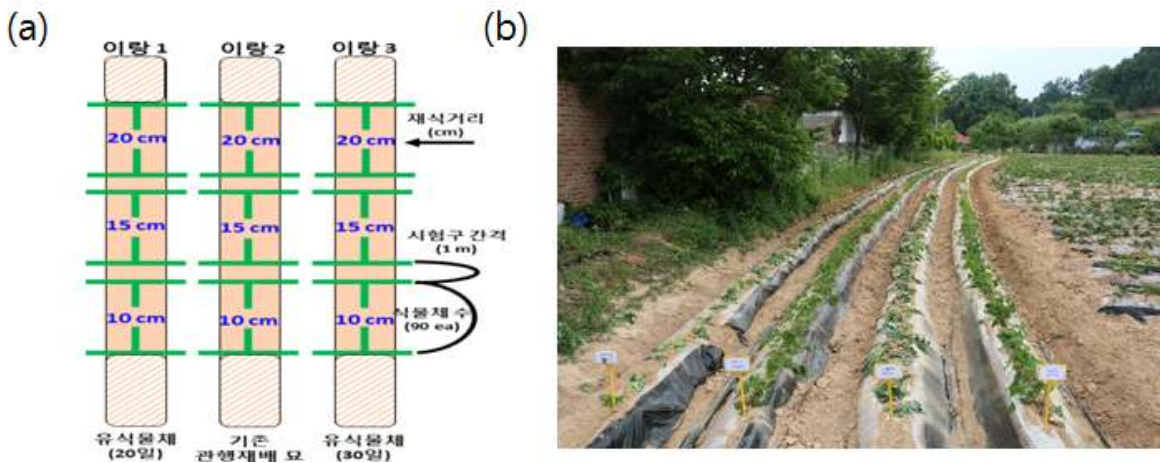 (a)
(b)
이랑 1
이랑 2
이랑 3
20 cm
20 cm
20 cm
재식거리
(cm)
15 cm
15 cm
15 cm
시험구 간격
(1 m)
10 cm
10 cm
10 cm
식물체 수
(90 ea)
유식물체
(20일)
기존
관행재배 묘
유식물체
(30일)